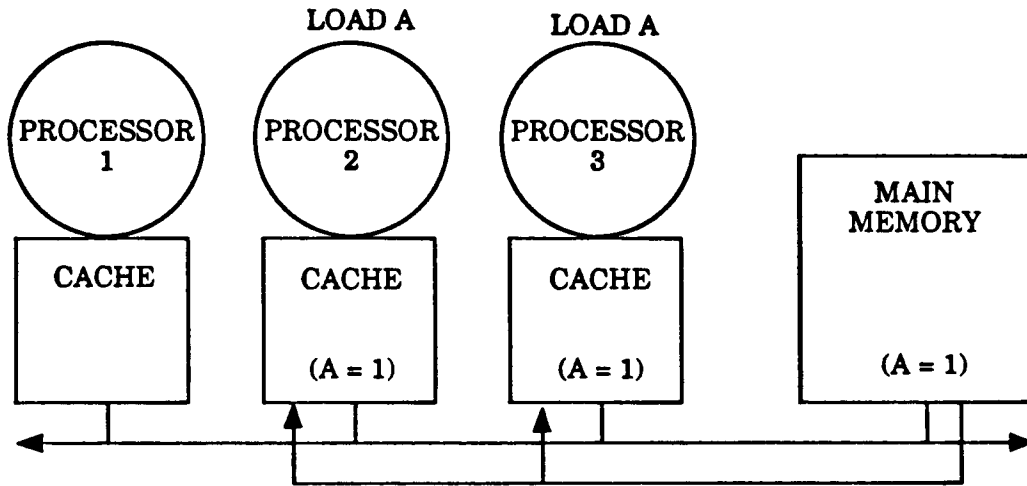 LOAD A
LOAD A
PROCESSOR
1
PROCESSOR
2
PROCESSOR
3
MAIN
MEMORY
CACHE
CACHE
CACHE
(A = 1)
(A = 1)
(A = 1)